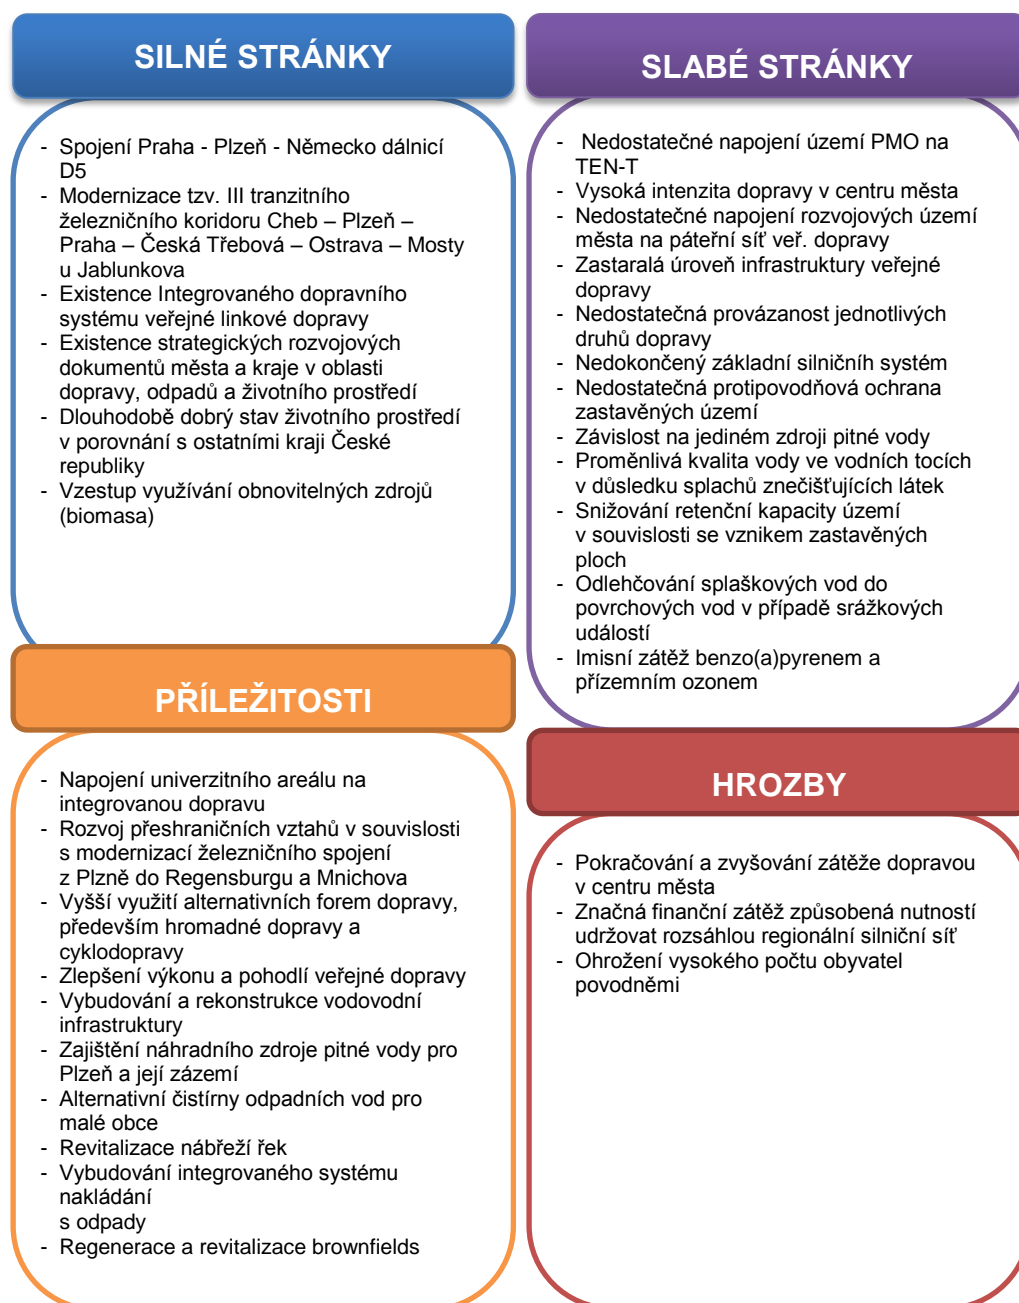 SILNÉ STRÁNKY
- Spojení Praha - Plzeň - Německo dálnicí
D5
- Modernizace tzv. III tranzitního
železničního koridoru Cheb – Plzeň –
Praha – Česká Třebová – Ostrava – Mosty
u Jablunkova
- Existence Integrovaného dopravního
systému veřejné linkové dopravy
- Existence strategických rozvojových
dokumentů města a kraje v oblasti
dopravy, odpadů a životního prostředí
- Dlouhodobě dobrý stav životního prostředí
v porovnání s ostatními kraji České
republiky
- Vzestup využívání obnovitelných zdrojů
(biomasa)
SLABÉ STRÁNKY
- Nedostatečné napojení území PMO na
TEN-T
- Vysoká intenzita dopravy v centru města
- Nedostatečné napojení rozvojových území
města na páteřní síť veř. dopravy
- Zastaralá úroveň infrastruktury veřejné
dopravy
- Nedostatečná provázanost jednotlivých
druhů dopravy
- Nedokončený základní silničním systém
- Nedostatečná protipovodňová ochrana
zastavěných území
- Závislost na jediném zdroji pitné vody
- Proměnlivá kvalita vody ve vodních tocích
v důsledku splachů znečišťujících látek
- Snižování retenční kapacity území
v souvislosti se vznikem zastavěných
ploch
- Odlehčování splaškových vod do
povrchových vod v případě srážkových
událostí
- Imisní zátěž benzo(a)pyrenem a
přízemním ozonem
PŘÍLEŽITOSTI
- Napojení univerzitního areálu na
integrovanou dopravu
- Rozvoj přeshraničních vztahů v souvislosti
s modernizací železničního spojení
z Plzně do Regensburgu a Mnichova
- Vyšší využití alternativních forem dopravy,
především hromadné dopravy a
cyklodopravy
- Zlepšení výkonu a pohodlí veřejné dopravy
- Vybudování a rekonstrukce vodovodní
infrastruktury
- Zajištění náhradního zdroje pitné vody pro
Plzeň a její zázemí
- Alternativní čistírny odpadních vod pro
malé obce
- Revitalizace nábřeží řek
- Vybudování integrovaného systému
nakládání
s odpady
- Regenerace a revitalizace brownfields
HROZBY
- Pokračování a zvyšování zátěže dopravou
v centru města
- Značná finanční zátěž způsobená nutností
udržovat rozsáhlou regionální silniční síť
- Ohrožení vysokého počtu obyvatel
povodněmi